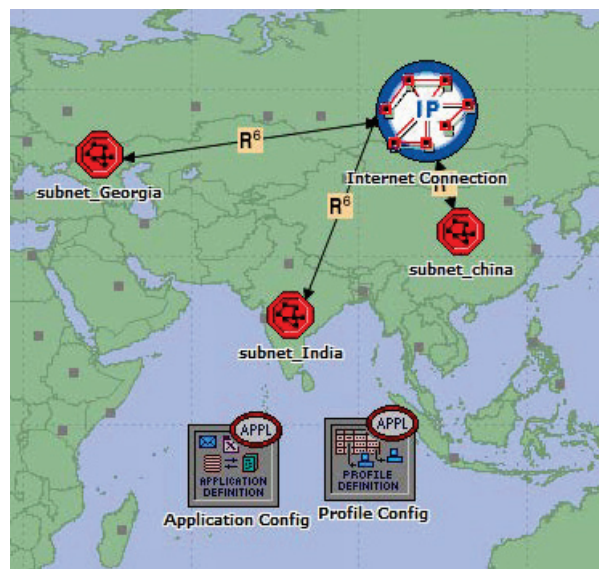 IP
R⁶
subnet_Georgia
Internet Connection
R⁶
subnet_china
subnet_India
APPL
APPLICATION
DEFINITION
Application Config
APPL
PROFILE
DEFINITION
Profile Config